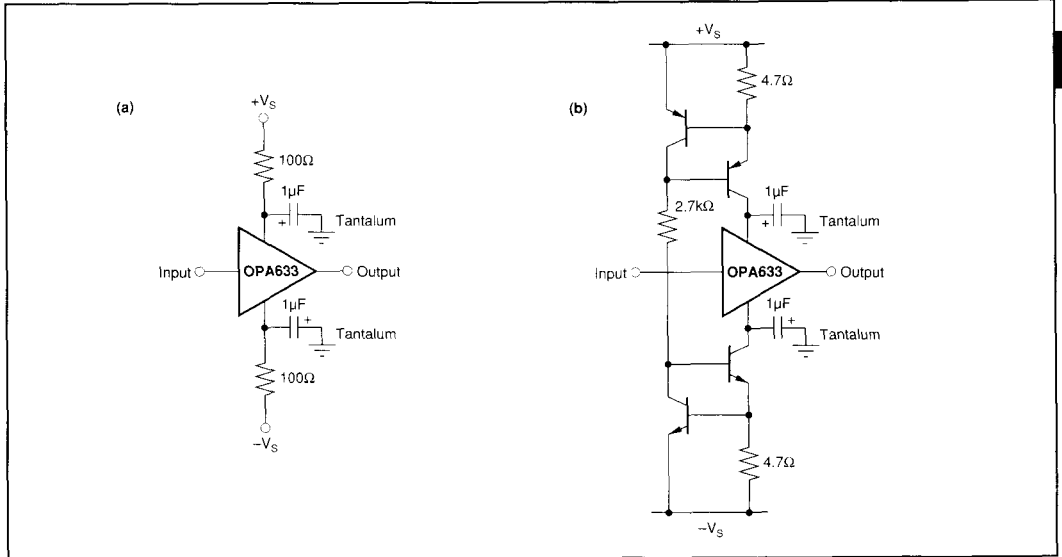 (a)
+VS
100Ω
1µF
+
Tantalum
Input
OPA633
Output
1µF
+
Tantalum
100Ω
−VS
(b)
+VS
4.7Ω
1µF
+
Tantalum
2.7kΩ
Input
OPA633
Output
1µF
+
Tantalum
4.7Ω
−VS